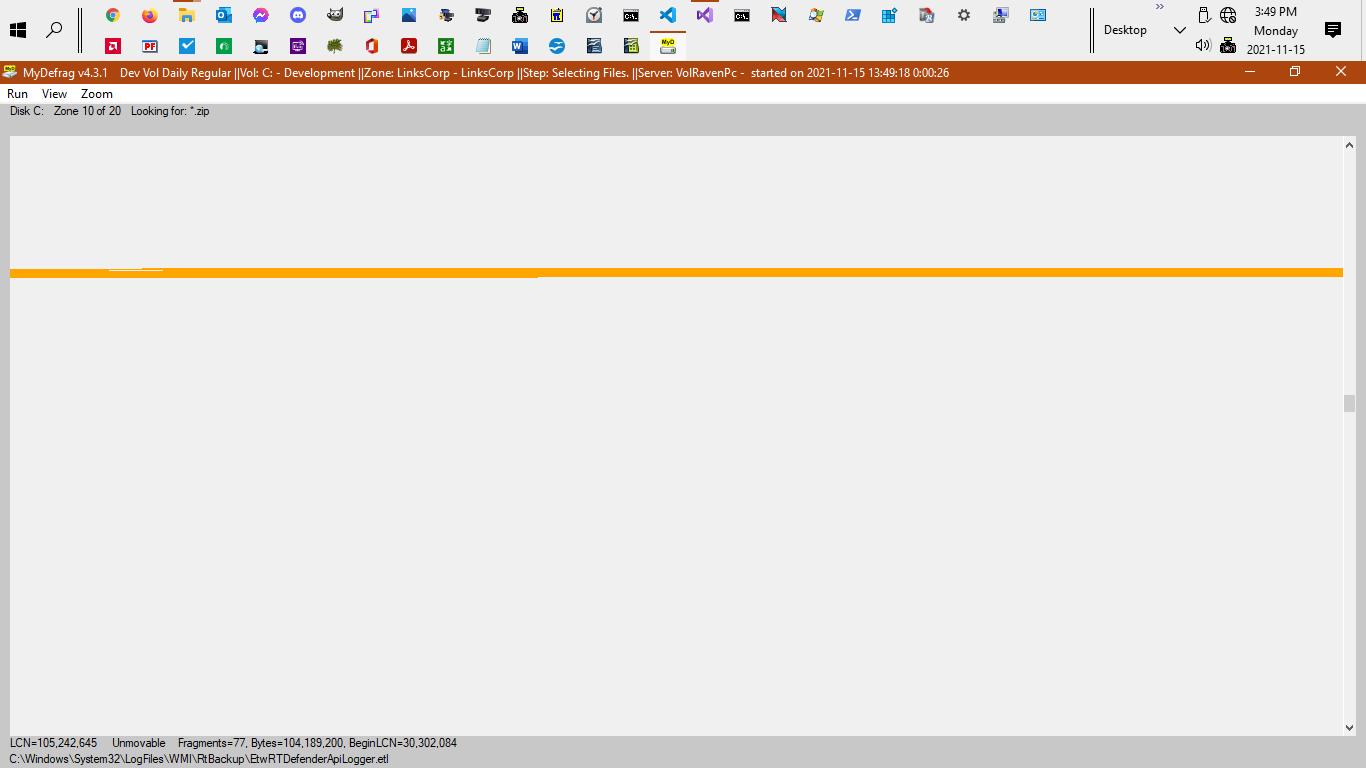 3:49 PM
Desktop
Monday
2021-11-15
MyDefrag v4.3.1 Dev Vol Daily Regular ||Vol: C: - Development ||Zone: LinksCorp - LinksCorp ||Step: Selecting Files. ||Server: VolRavenPc - started on 2021-11-15 13:49:18 0:00:26
Run View Zoom
Disk C: Zone 10 of 20 Looking for: *.zip
LCN=105,242,645 Unmovable Fragments=77, Bytes=104,189,200, BeginLCN=30,302,084
C:\Windows\System32\LogFiles\WMI\RtBackup\EtwRTDefenderApiLogger.etl